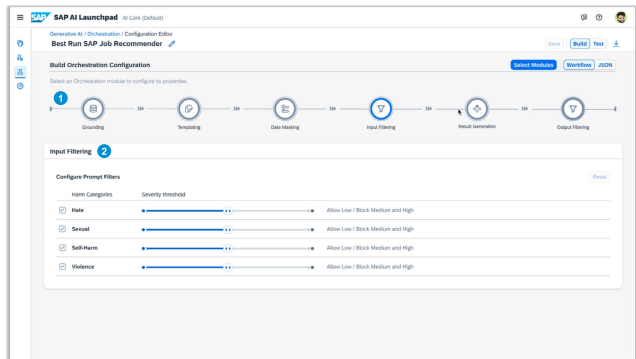 SAP SAP AI Launchpad AI Core (Default)
Generative AI / Orchestration / Configuration Editor
Best Run SAP Job Recommender
Save Build Test
Build Orchestration Configuration
Select Modules Workflow JSON
Select an Orchestration module to configure its properties.
1
Grounding Templating Data Masking Input Filtering Result Generation Output Filtering
Input Filtering 2
Configure Prompt Filters Reset
Harm Categories Severity threshold
Hate Allow Low / Block Medium and High
Sexual Allow Low / Block Medium and High
Self-Harm Allow Low / Block Medium and High
Violence Allow Low / Block Medium and High